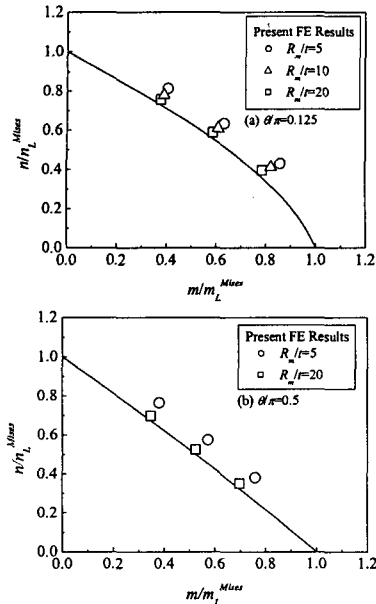 1.2
1.0
0.8
0.6
0.4
0.2
0.0
n/n_L^Mises
Present FE Results
R_m/t=5
R_m/t=10
R_m/t=20
(a) θ/π=0.125
0.0 0.2 0.4 0.6 0.8 1.0 1.2
m/m_L^Mises
1.2
1.0
0.8
0.6
0.4
0.2
0.0
n/n_L^Mises
Present FE Results
R_m/t=5
R_m/t=20
(b) θ/π=0.5
0.0 0.2 0.4 0.6 0.8 1.0 1.2
m/m_L^Mises